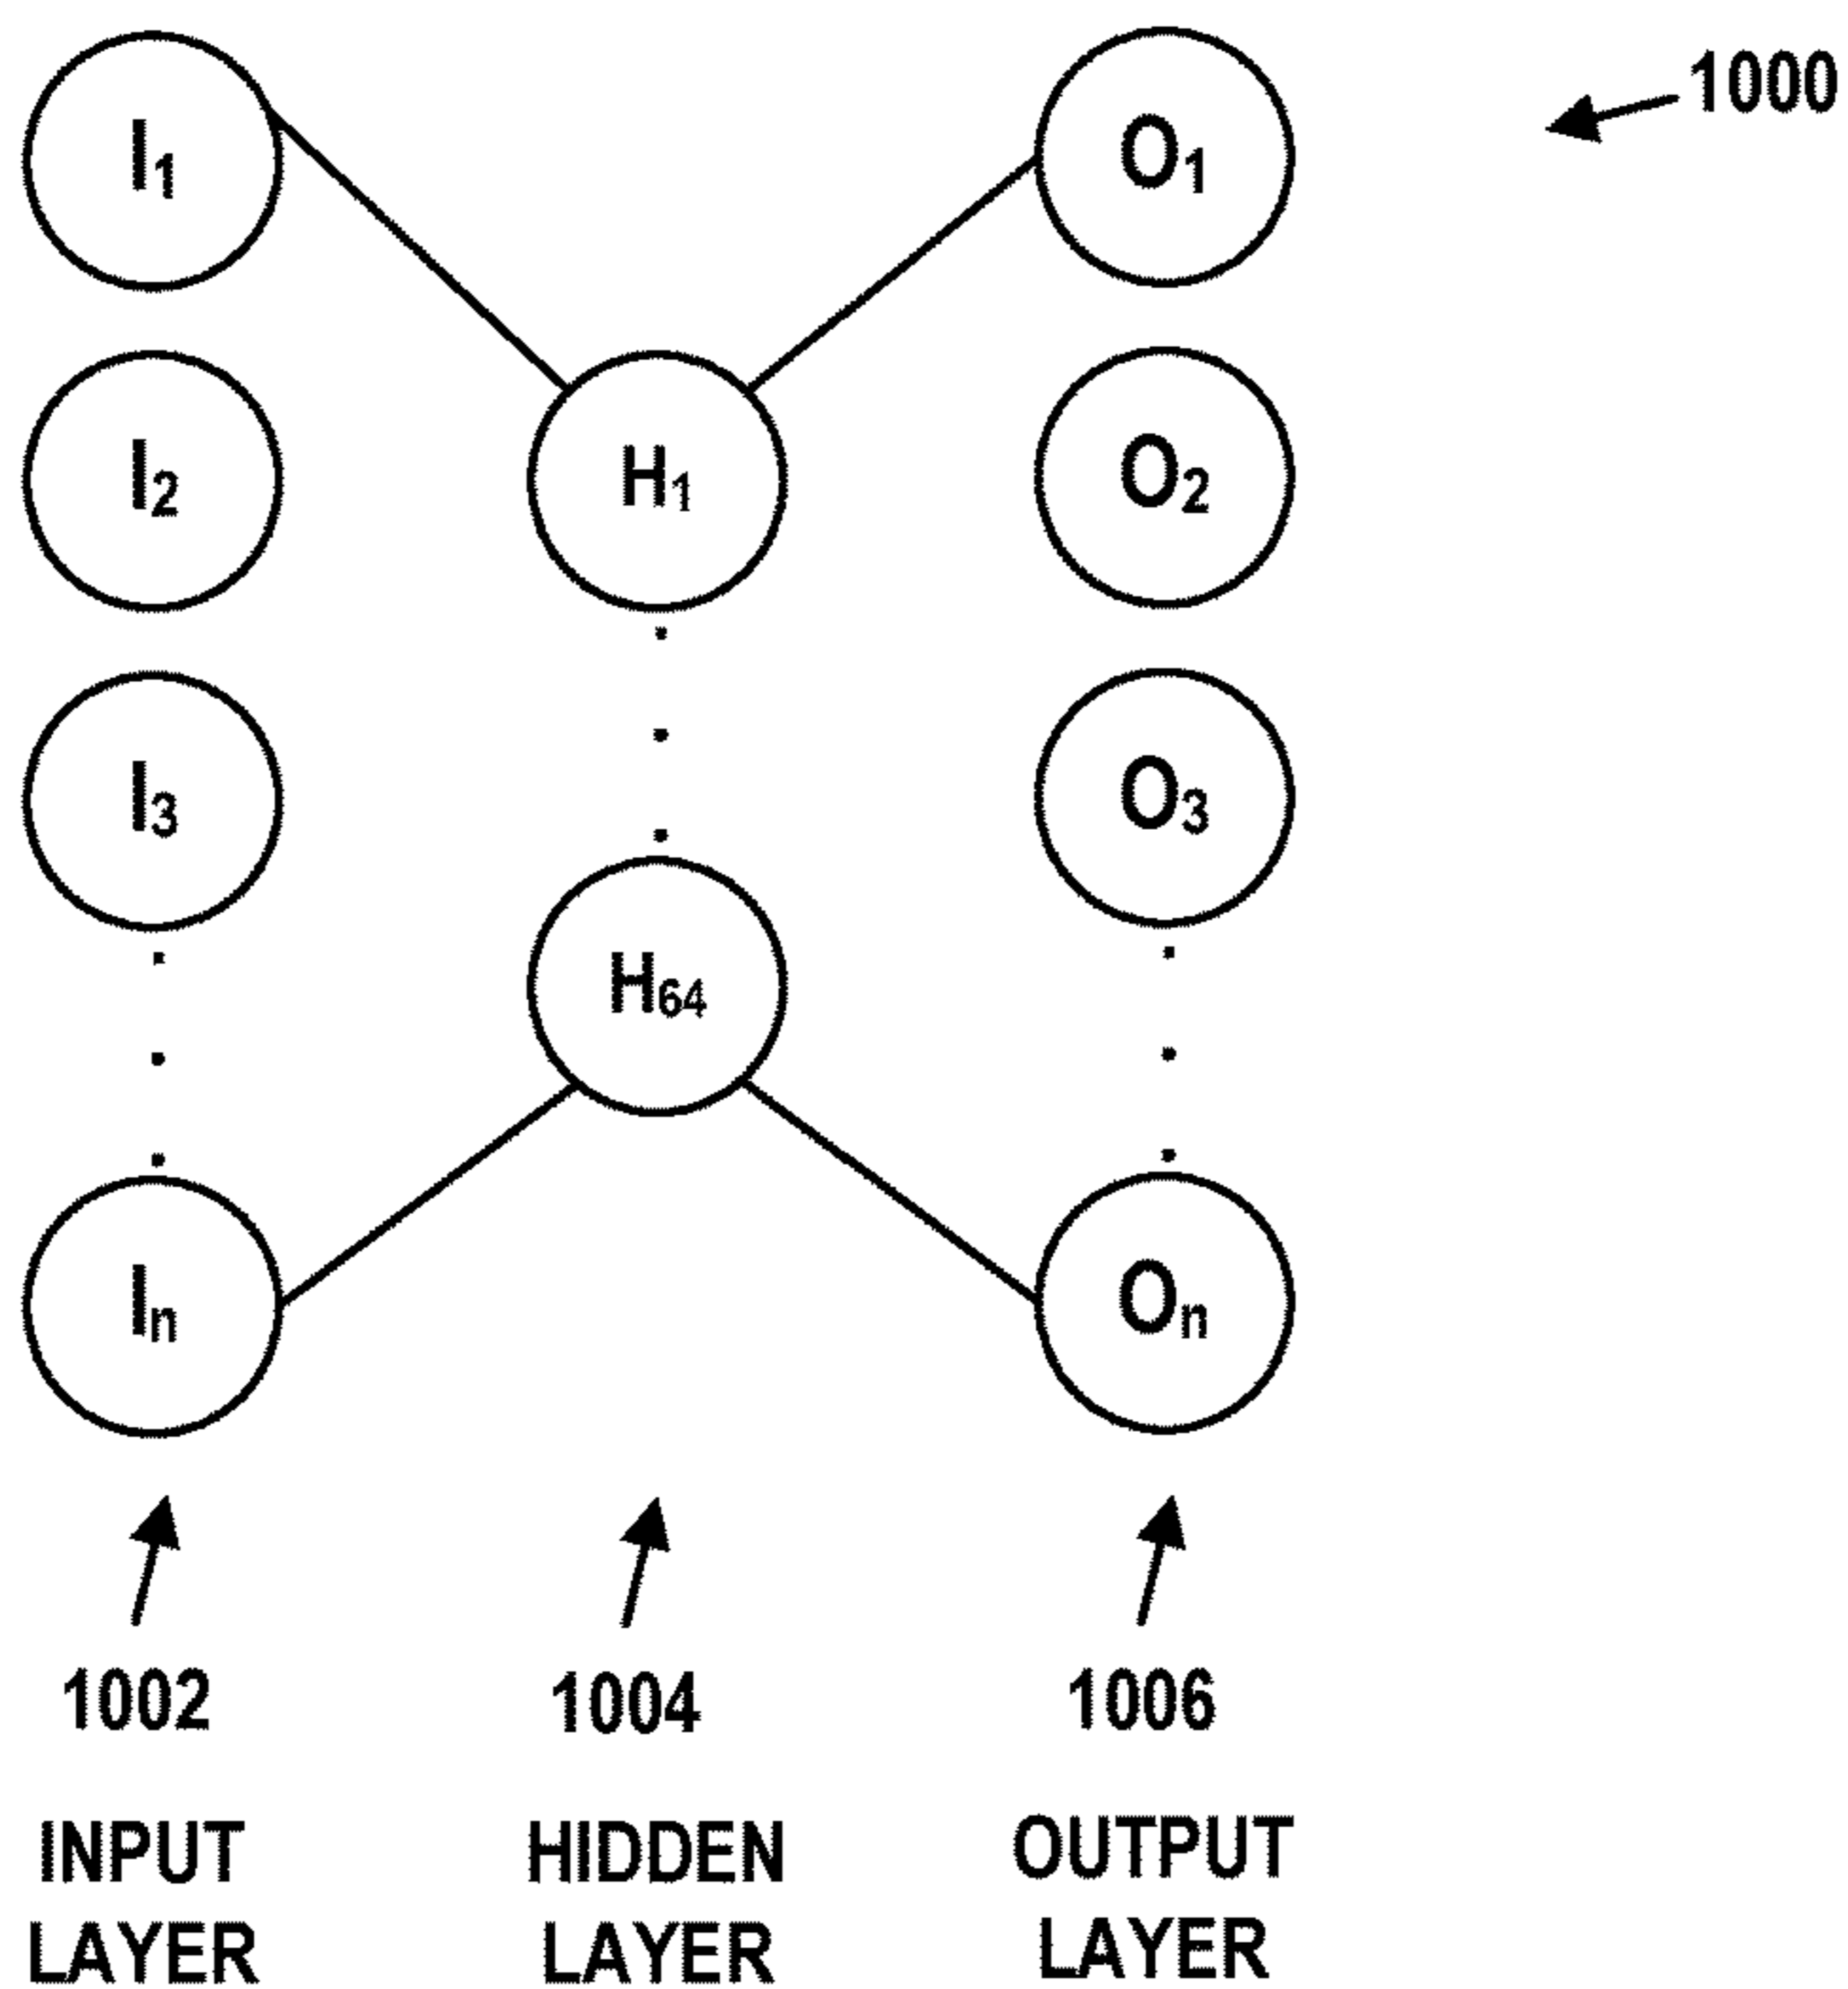 1000
I1
O1
I2
H1
O2
I3
O3
H64
In
On
1002
1004
1006
INPUT LAYER
HIDDEN LAYER
OUTPUT LAYER